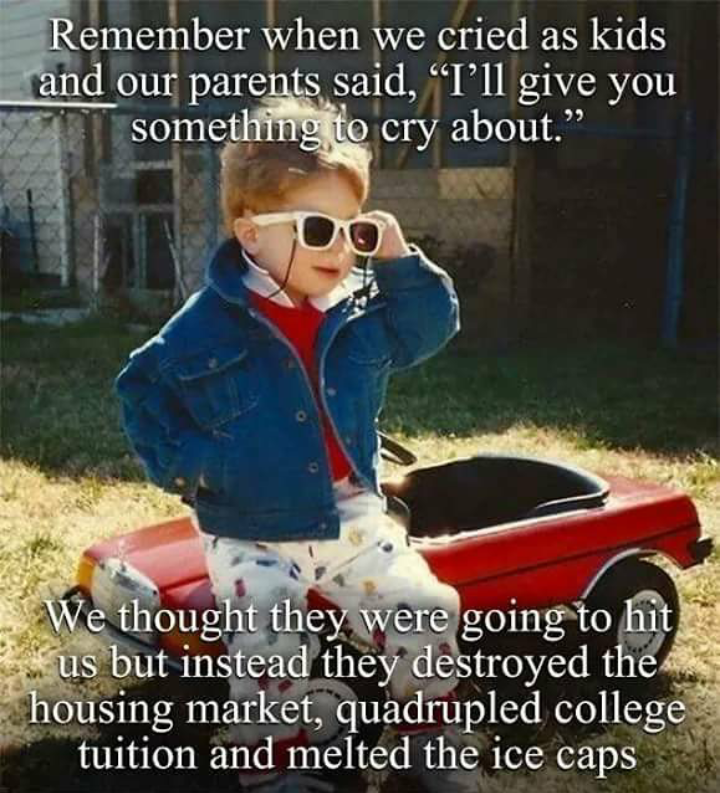 Remember when we cried as kids
and our parents said, “I’ll give you
something to cry about.”
We thought they were going to hit
us but instead they destroyed the
housing market, quadrupled college
tuition and melted the ice caps